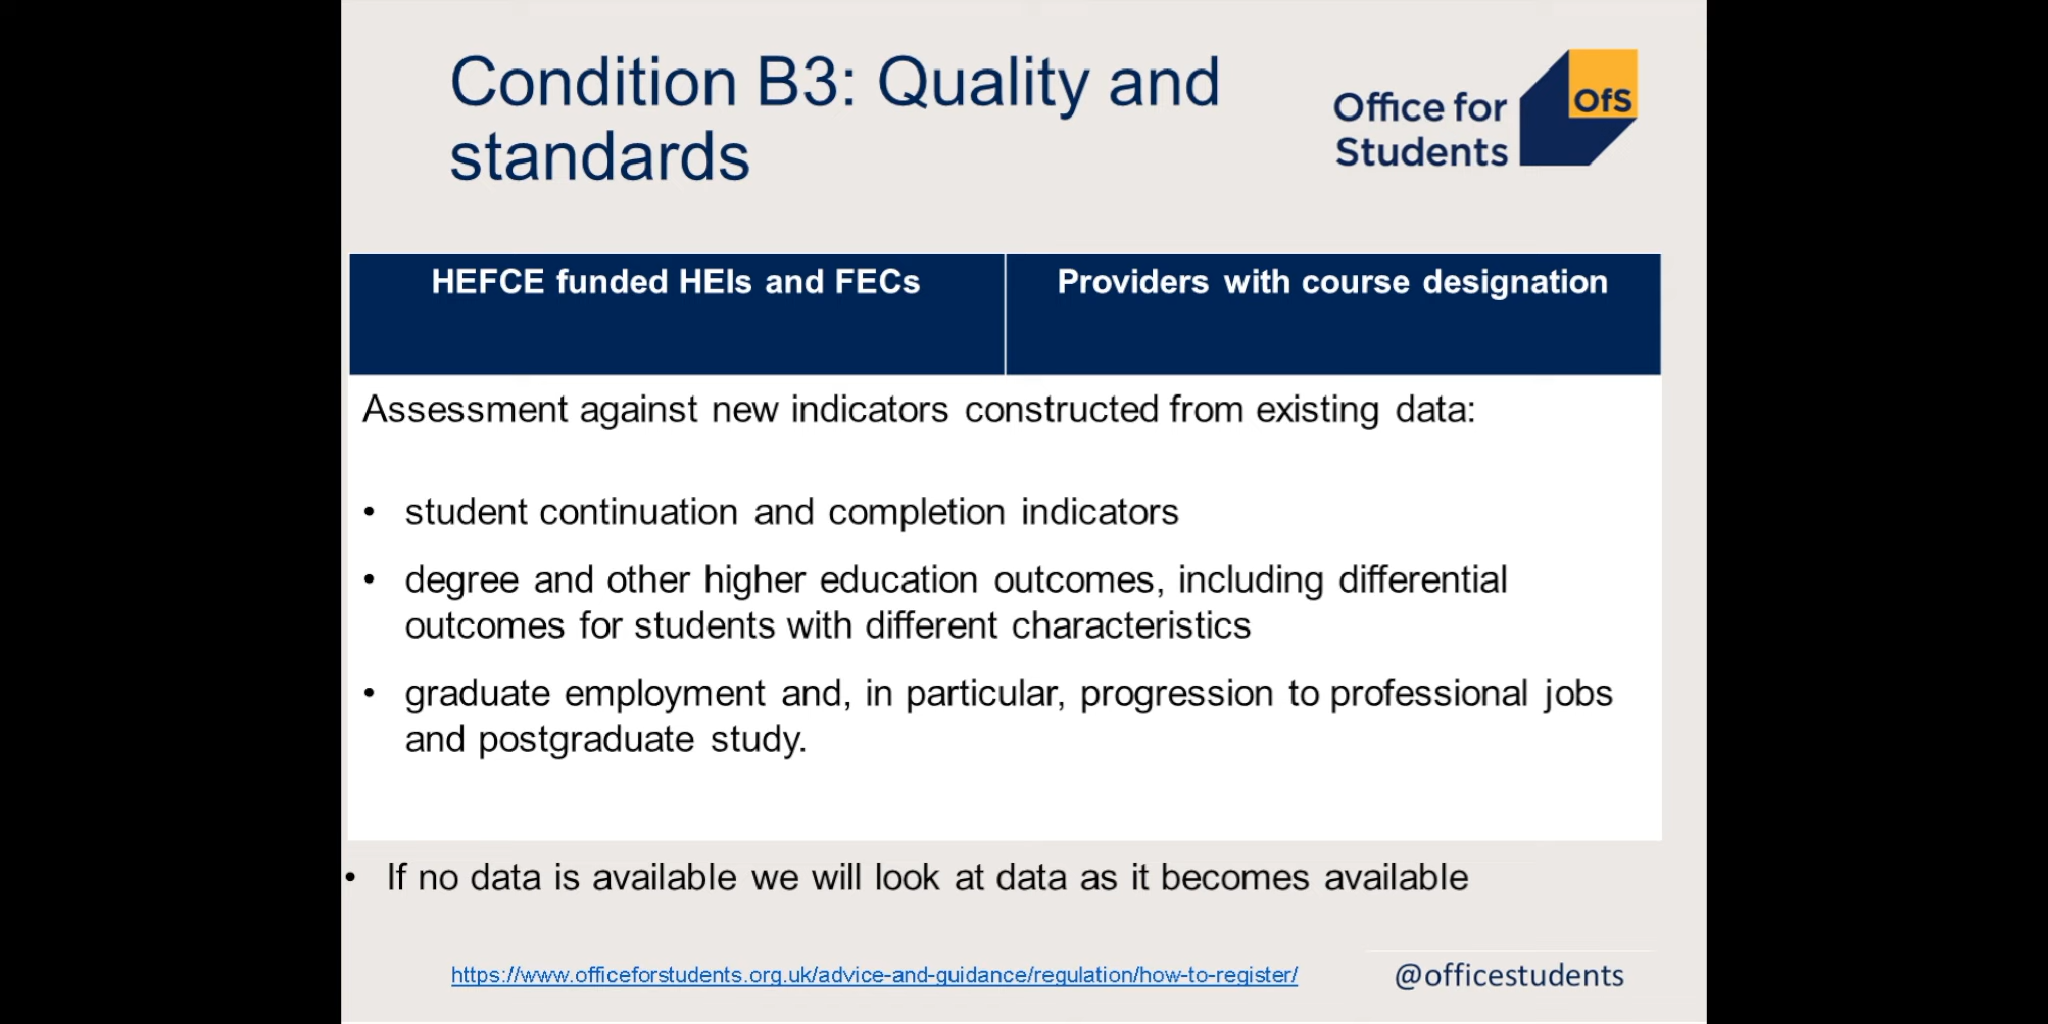 Condition B3: Quality and
standards
Office for
Students
OfS
HEFCE funded HEIs and FECs
Providers with course designation
Assessment against new indicators constructed from existing data:
• student continuation and completion indicators
• degree and other higher education outcomes, including differential
outcomes for students with different characteristics
• graduate employment and, in particular, progression to professional jobs
and postgraduate study.
• If no data is available we will look at data as it becomes available
https://www.officeforstudents.org.uk/advice-and-guidance/regulation/how-to-register/
@officestudents